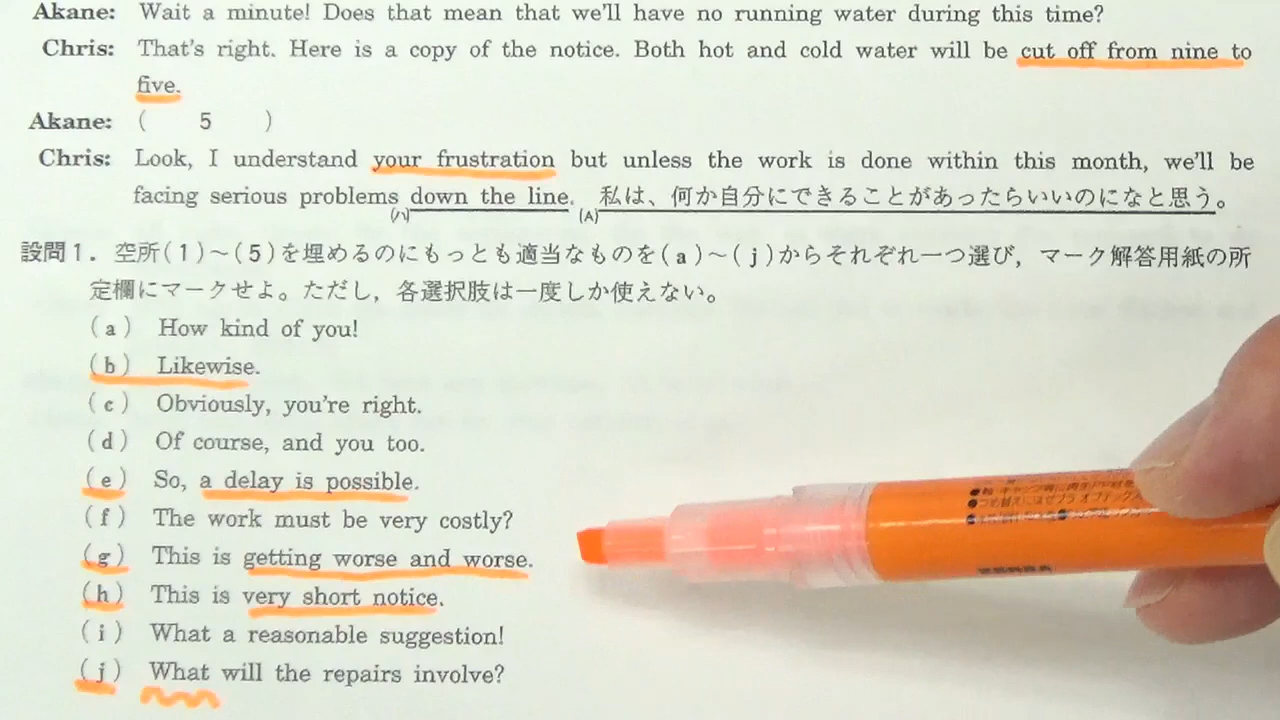 Akane: Wait a minute! Does that mean that we'll have no running water during this time?
Chris: That's right. Here is a copy of the notice. Both hot and cold water will be cut off from nine to
five.
Akane: ( 5 )
Chris: Look, I understand your frustration but unless the work is done within this month, we'll be
facing serious problems down the line. 私は、何か自分にできることがあったらいいのになと思う。
(ハ) (A)
設問1. 空所(1)~(5)を埋めるのにもっとも適当なものを(a)~(j)からそれぞれ一つ選び,マーク解答用紙の所
定欄にマークせよ。ただし,各選択肢は一度しか使えない。
(a) How kind of you!
(b) Likewise.
(c) Obviously, you're right.
(d) Of course, and you too.
(e) So, a delay is possible.
(f) The work must be very costly?
(g) This is getting worse and worse.
(h) This is very short notice.
(i) What a reasonable suggestion!
(j) What will the repairs involve?